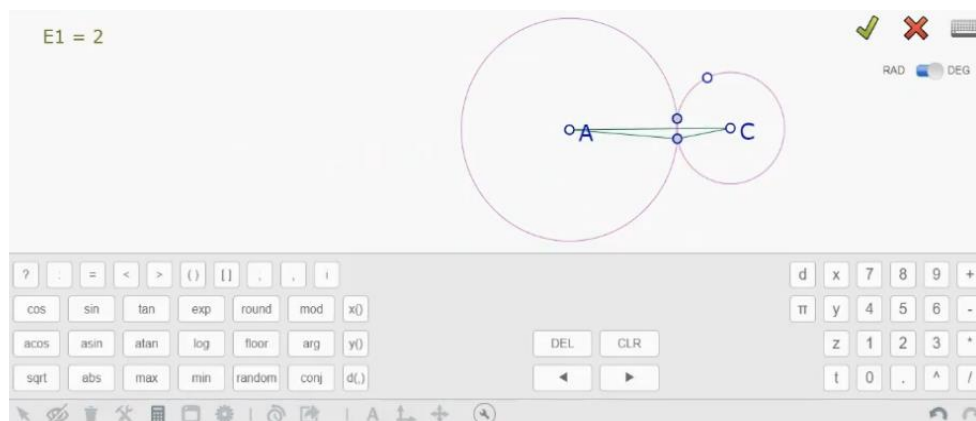 E1 = 2
RAD DEG
A
C
? : = < > () [] . , i
d x 7 8 9 +
cos sin tan exp round mod x()
π y 4 5 6 -
acos asin atan log floor arg y()
DEL CLR
z 1 2 3 *
sqrt abs max min random conj d(,)
◄ ►
t 0 . ^ /
A